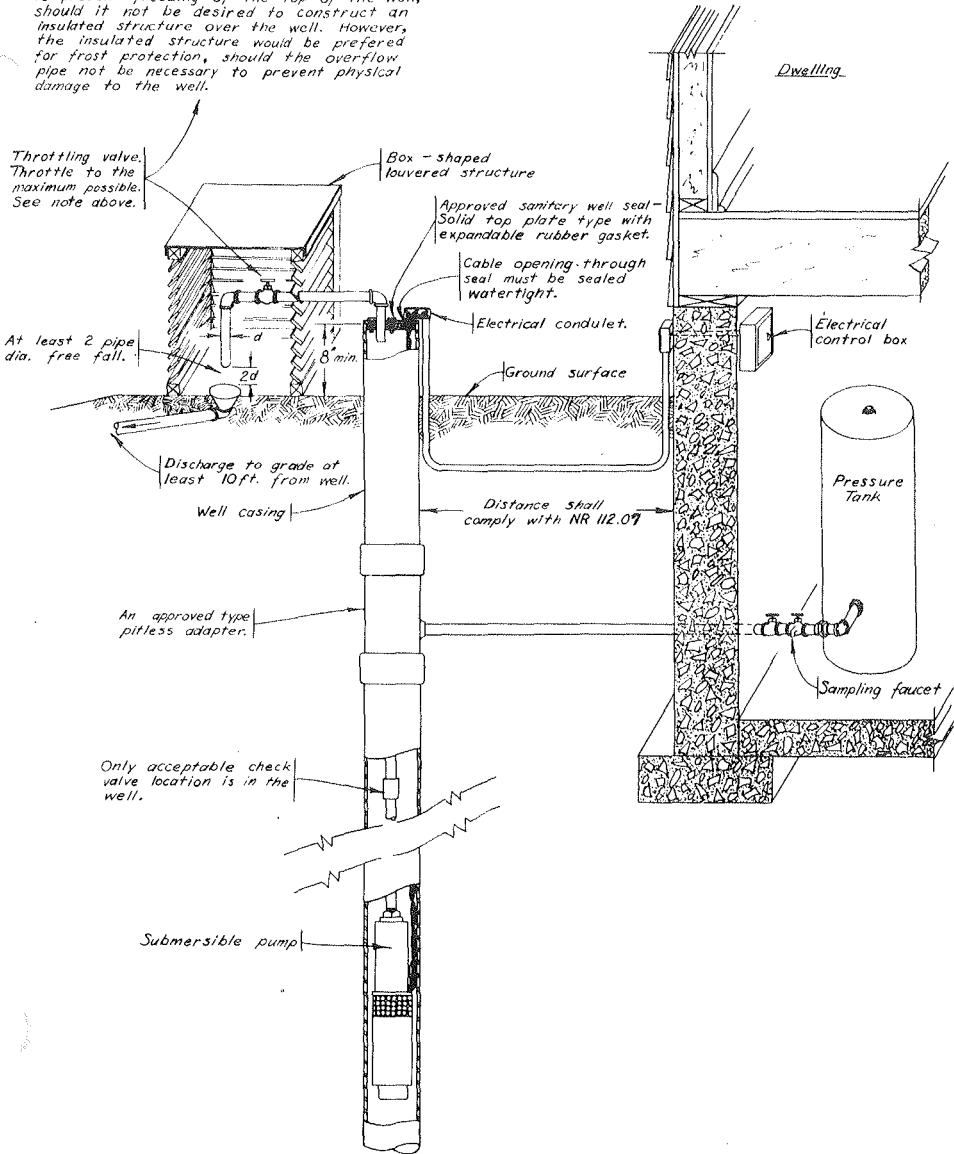 should it not be desired to construct an
insulated structure over the well. However,
the insulated structure would be prefered
for frost protection, should the overflow
pipe not be necessary to prevent physical
damage to the well.
Dwelling
Throttling valve.
Throttle to the
maximum possible.
See note above.
Box - shaped
louvered structure
Approved sanitary well seal-
Solid top plate type with
expandable rubber gasket.
Cable opening through
seal must be sealed
watertight.
Electrical condulet.
Electrical
control box
d
At least 2 pipe
dia. free fall.
2d
8" min.
Ground surface
Discharge to grade at
least 10 ft. from well.
Well casing
Distance shall
comply with NR 112.07
Pressure
Tank
An approved type
pitless adapter.
Sampling faucet
Only acceptable check
valve location is in the
well.
Submersible pump